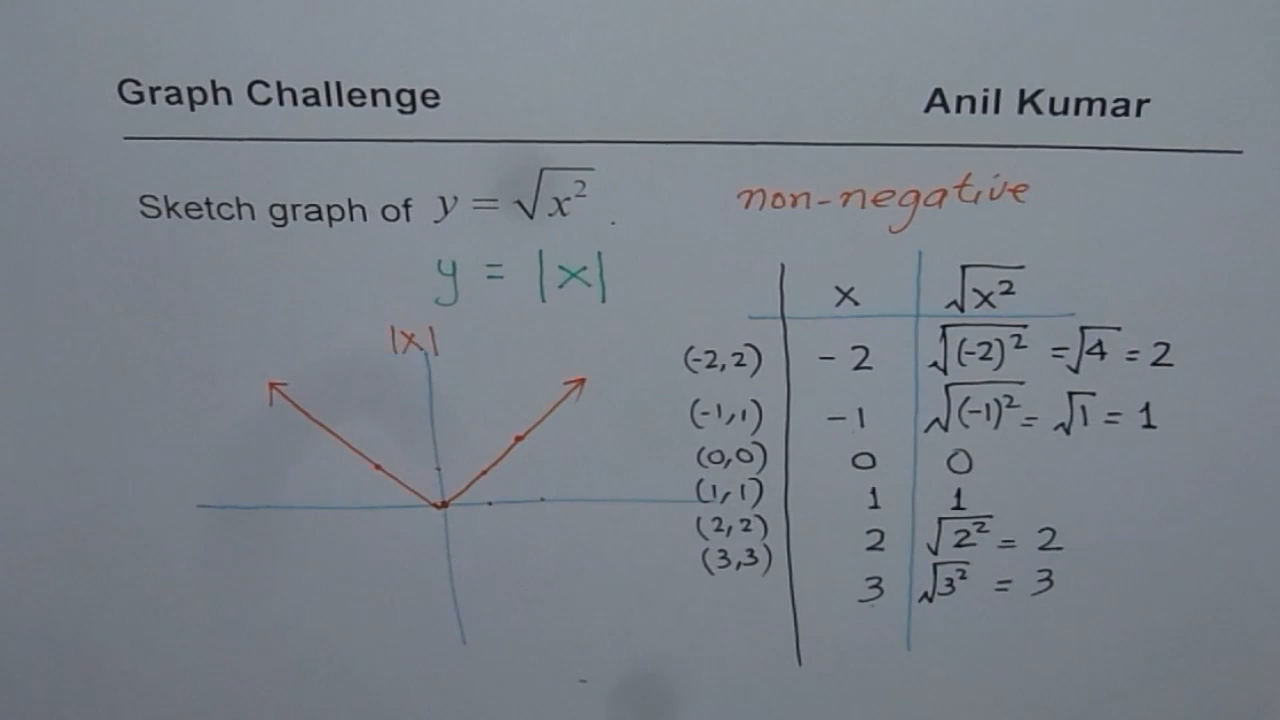 Graph Challenge Anil Kumar
Sketch graph of y = √x² .
non-negative
y = |x|
|x|
x √x²
(-2,2) -2 √(-2)² = √4 = 2
(-1,1) -1 √(-1)² = √1 = 1
(0,0) 0 0
(1,1) 1 1
(2,2) 2 √2² = 2
(3,3) 3 √3² = 3